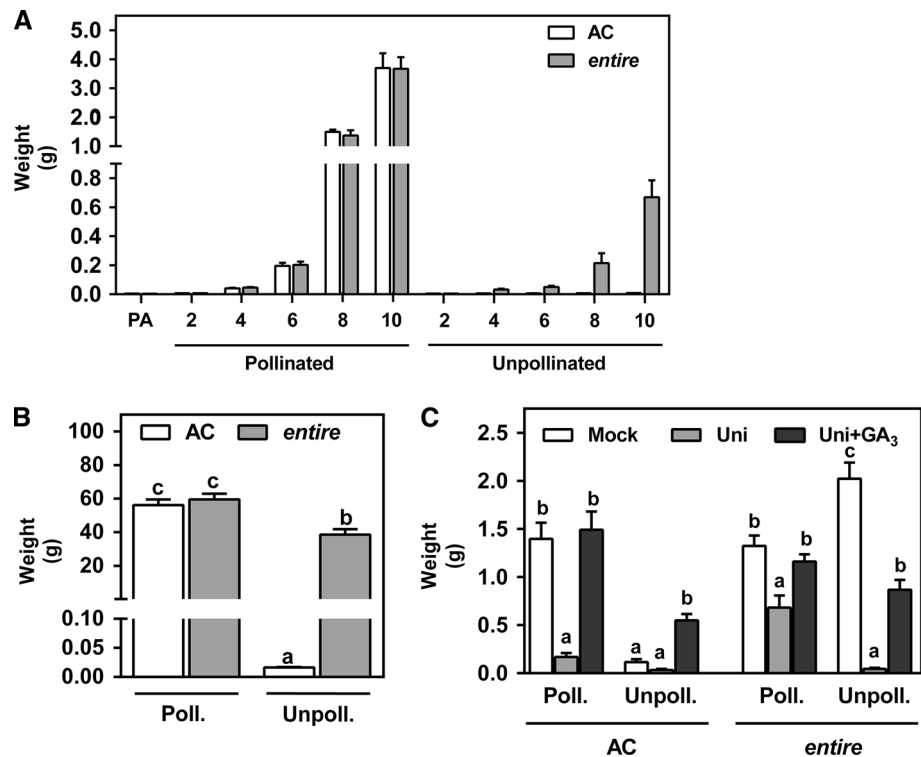 A
AC
entire
Weight
(g)
5.0
4.0
3.0
2.0
1.0
0.8
0.6
0.4
0.2
0.0
PA 2 4 6 8 10 2 4 6 8 10
Pollinated Unpollinated
B
AC entire
Weight
(g)
100
80
60
40
20
0.10
0.05
0.00
c c
b
a
Poll. Unpoll.
C
Mock Uni Uni+GA3
Weight
(g)
2.5
2.0
1.5
1.0
0.5
0.0
b a b a a b b a b c a b
Poll. Unpoll. Poll. Unpoll.
AC entire